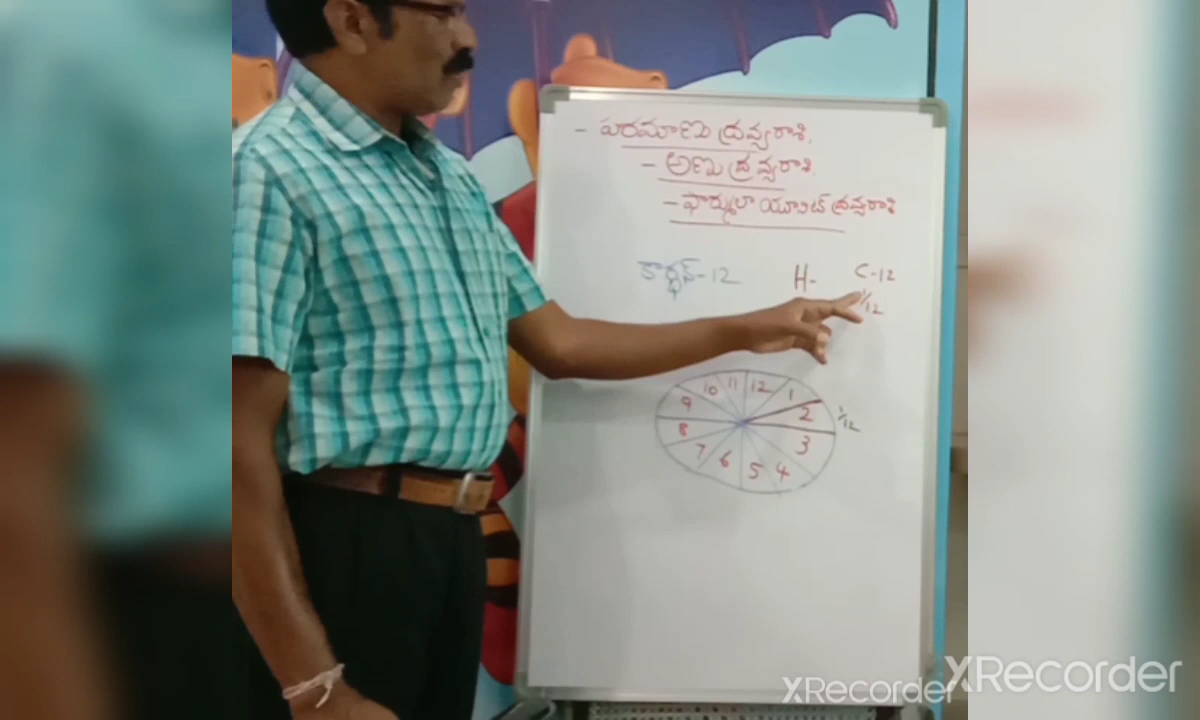 - పరమాణు ద్రవ్యరాశి.
- అణు ద్రవ్యరాశి
- ఫార్ములా యూనిట్ ద్రవ్యరాశి
కార్బన్-12 H- C-12
1/12
10 11 12 1
9 2 1/12
8 3
7 6 5 4
XRecorder
XRecorder